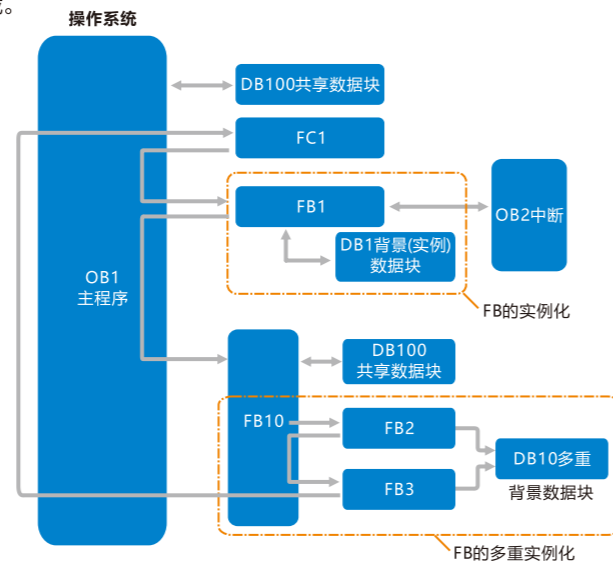 。
操作系统
DB100共享数据块
FC1
FB1
OB2中断
DB1背景(实例)
数据块
OB1
主程序
FB的实例化
DB100
共享数据块
FB10
FB2
DB10多重
FB3
背景数据块
FB的多重实例化